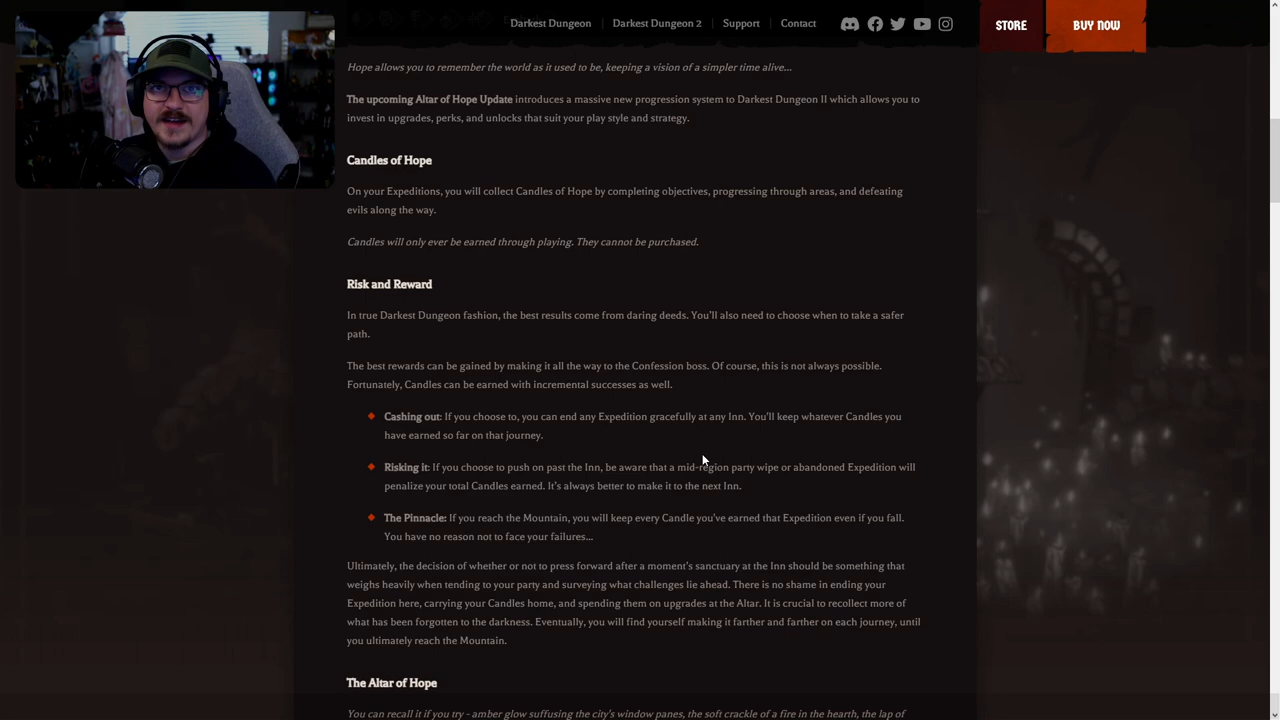 Darkest Dungeon
Darkest Dungeon 2
Support
Contact
STORE
BUY NOW
Hope allows you to remember the world as it used to be, keeping a vision of a simpler time alive...
The upcoming Altar of Hope Update introduces a massive new progression system to Darkest Dungeon II which allows you to
invest in upgrades, perks, and unlocks that suit your play style and strategy.
Candles of Hope
On your Expeditions, you will collect Candles of Hope by completing objectives, progressing through areas, and defeating
evils along the way.
Candles will only ever be earned through playing. They cannot be purchased.
Risk and Reward
In true Darkest Dungeon fashion, the best results come from daring deeds. You'll also need to choose when to take a safer
path.
The best rewards can be gained by making it all the way to the Confession boss. Of course, this is not always possible.
Fortunately, Candles can be earned with incremental successes as well.
Cashing out: If you choose to, you can end any Expedition gracefully at any Inn. You'll keep whatever Candles you
have earned so far on that journey.
Risking it: If you choose to push on past the Inn, be aware that a mid-region party wipe or abandoned Expedition will
penalize your total Candles earned. It's always better to make it to the next Inn.
The Pinnacle: If you reach the Mountain, you will keep every Candle you've earned that Expedition even if you fall.
You have no reason not to face your failures...
Ultimately, the decision of whether or not to press forward after a moment's sanctuary at the Inn should be something that
weighs heavily when tending to your party and surveying what challenges lie ahead. There is no shame in ending your
Expedition here, carrying your Candles home, and spending them on upgrades at the Altar. It is crucial to recollect more of
what has been forgotten to the darkness. Eventually, you will find yourself making it farther and farther on each journey, until
you ultimately reach the Mountain.
The Altar of Hope
You can recall it if you try - amber glow suffusing the city's window panes, the soft crackle of a fire in the hearth, the lap of